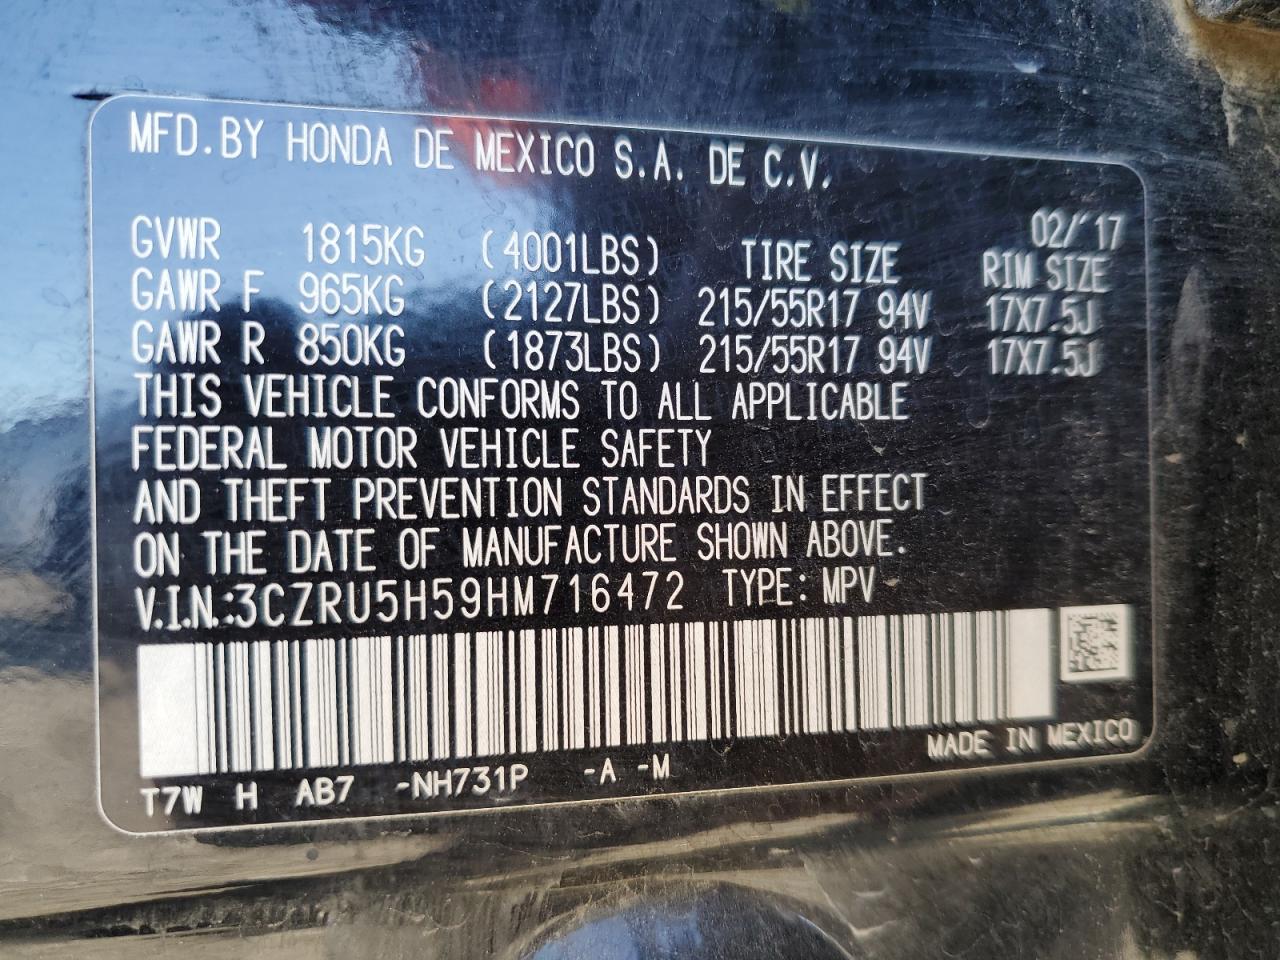 MFD.BY HONDA DE MEXICO S.A. DE C.V.
02/'17
GVWR 1815KG (4001LBS) TIRE SIZE RIM SIZE
GAWR F 965KG (2127LBS) 215/55R17 94V 17X7.5J
GAWR R 850KG (1873LBS) 215/55R17 94V 17X7.5J
THIS VEHICLE CONFORMS TO ALL APPLICABLE
FEDERAL MOTOR VEHICLE SAFETY
AND THEFT PREVENTION STANDARDS IN EFFECT
ON THE DATE OF MANUFACTURE SHOWN ABOVE.
V.I.N.:3CZRU5H59HM716472 TYPE: MPV
MADE IN MEXICO
T7W H AB7 -NH731P -A -M